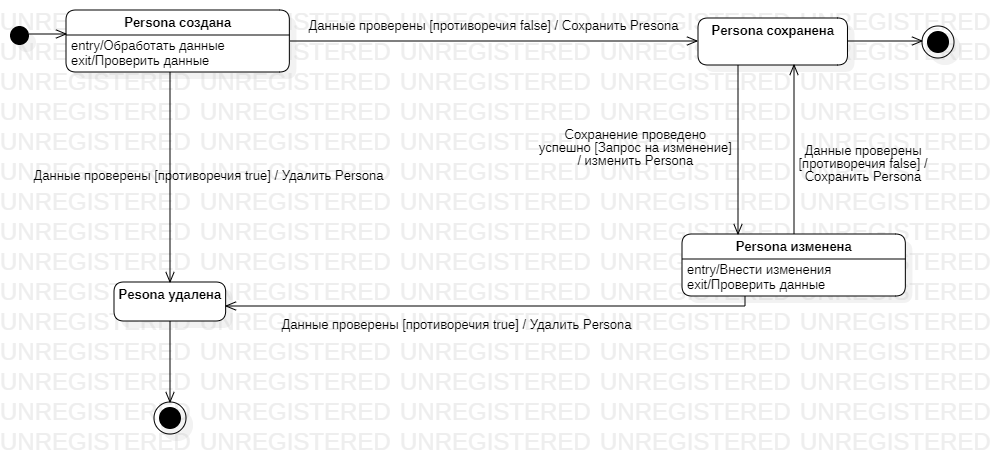 Persona создана
entry/Обработать данные
exit/Проверить данные
Данные проверены [противоречия false] / Сохранить Presona
Persona сохранена
Сохранение проведено
успешно [Запрос на изменение]
/ изменить Persona
Данные проверены
[противоречия false] /
Сохранить Persona
Данные проверены [противоречия true] / Удалить Persona
Persona изменена
entry/Внести изменения
exit/Проверить данные
Pesona удалена
Данные проверены [противоречия true] / Удалить Persona
UNREGISTERED